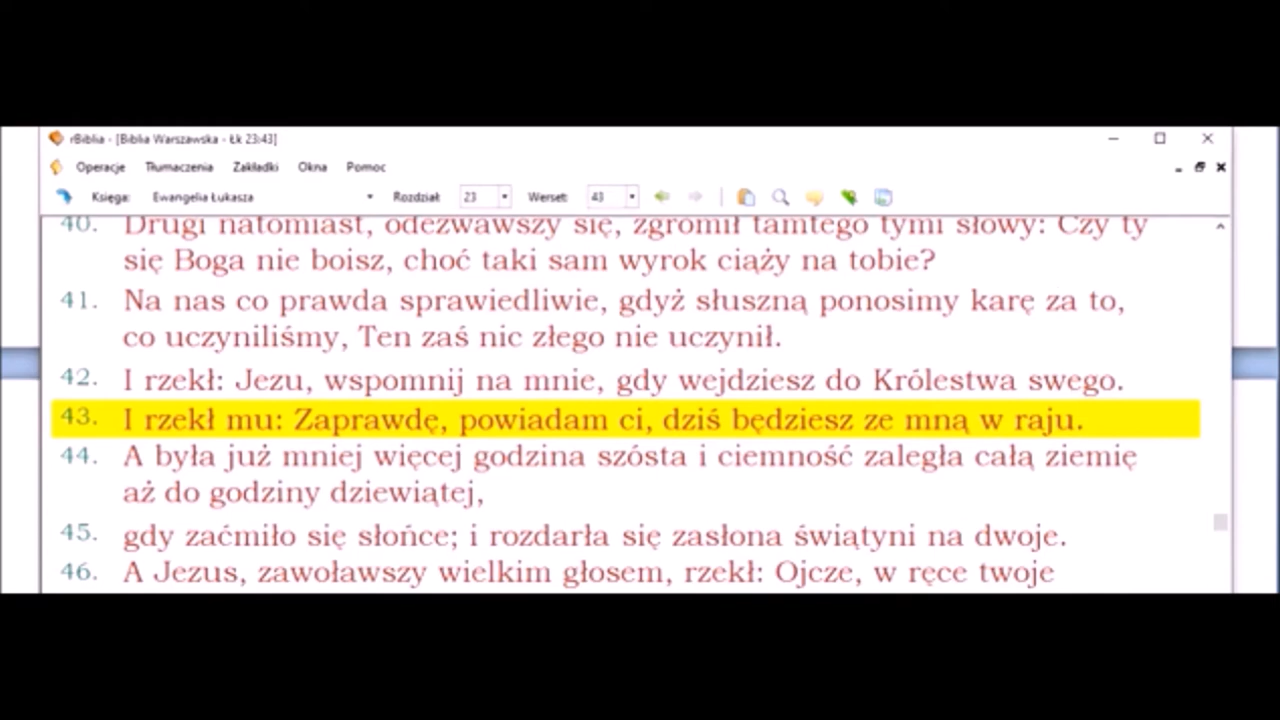 rBiblia - [Biblia Warszawska - Łk 23:43]
Operacje Tłumaczenia Zakładki Okna Pomoc
Księga: Ewangelia Łukasza Rozdział: 23 Werset: 43
40. Drugi natomiast, odezwawszy się, zgromił tamtego tymi słowy: Czy ty
się Boga nie boisz, choć taki sam wyrok ciąży na tobie?
41. Na nas co prawda sprawiedliwie, gdyż słuszną ponosimy karę za to,
co uczyniliśmy, Ten zaś nic złego nie uczynił.
42. I rzekł: Jezu, wspomnij na mnie, gdy wejdziesz do Królestwa swego.
43. I rzekł mu: Zaprawdę, powiadam ci, dziś będziesz ze mną w raju.
44. A była już mniej więcej godzina szósta i ciemność zaległa całą ziemię
aż do godziny dziewiątej,
45. gdy zaćmiło się słońce; i rozdarła się zasłona świątyni na dwoje.
46. A Jezus, zawoławszy wielkim głosem, rzekł: Ojcze, w ręce twoje